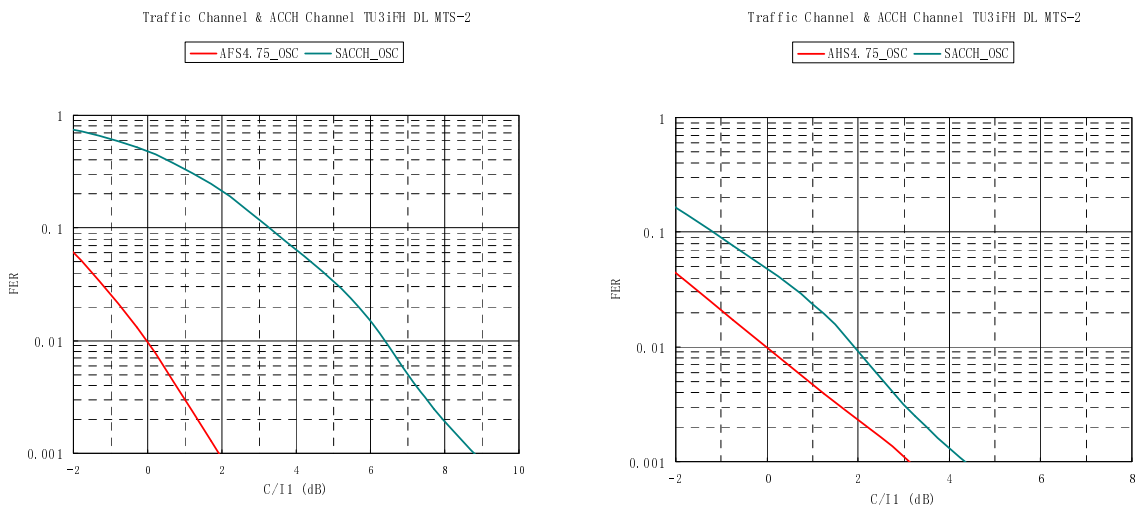 Traffic Channel & ACCH Channel TU3iFH DL MTS-2
AFS4.75_OSC SACCH_OSC
1
0.1
0.01
0.001
FER
-2 0 2 4 6 8 10
C/I1 (dB)
Traffic Channel & ACCH Channel TU3iFH DL MTS-2
AHS4.75_OSC SACCH_OSC
1
0.1
0.01
0.001
FER
-2 0 2 4 6 8
C/I1 (dB)